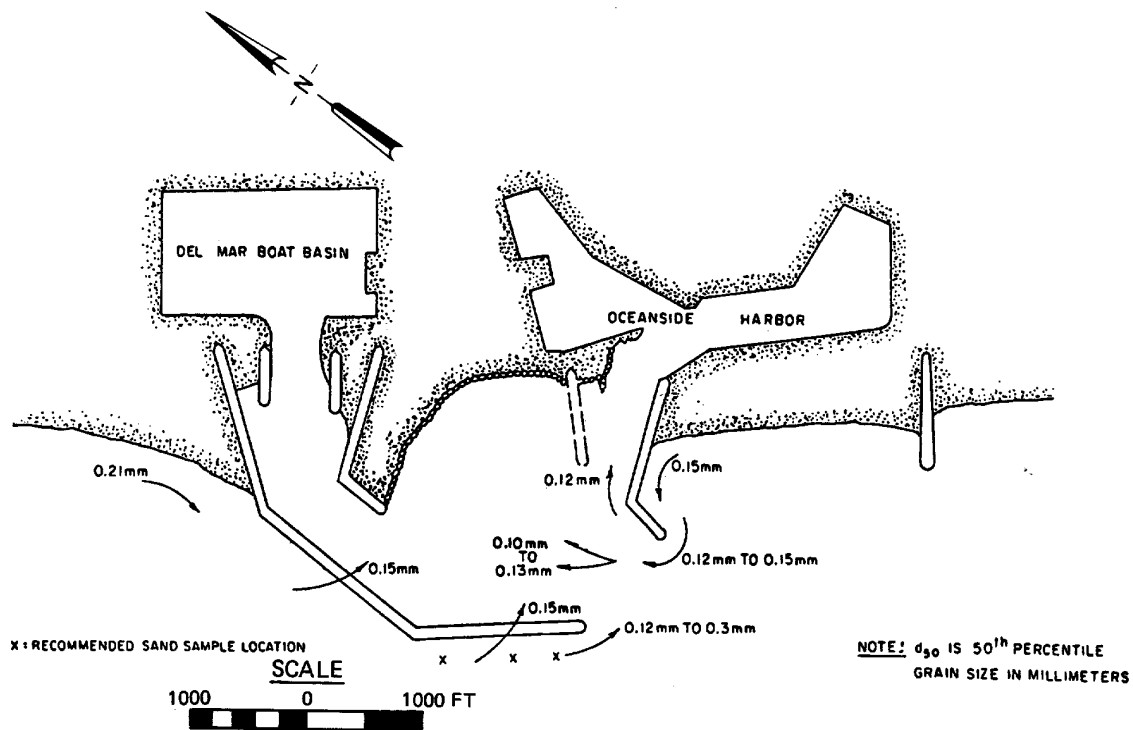 N
DEL MAR BOAT BASIN
OCEANSIDE HARBOR
0.21mm
0.12mm
0.15mm
0.10mm
TO
0.13mm
0.12mm TO 0.15mm
0.15mm
0.15mm
0.12mm TO 0.3mm
x = RECOMMENDED SAND SAMPLE LOCATION
x x x
SCALE
1000 0 1000 FT
NOTE: d50 IS 50th PERCENTILE
GRAIN SIZE IN MILLIMETERS